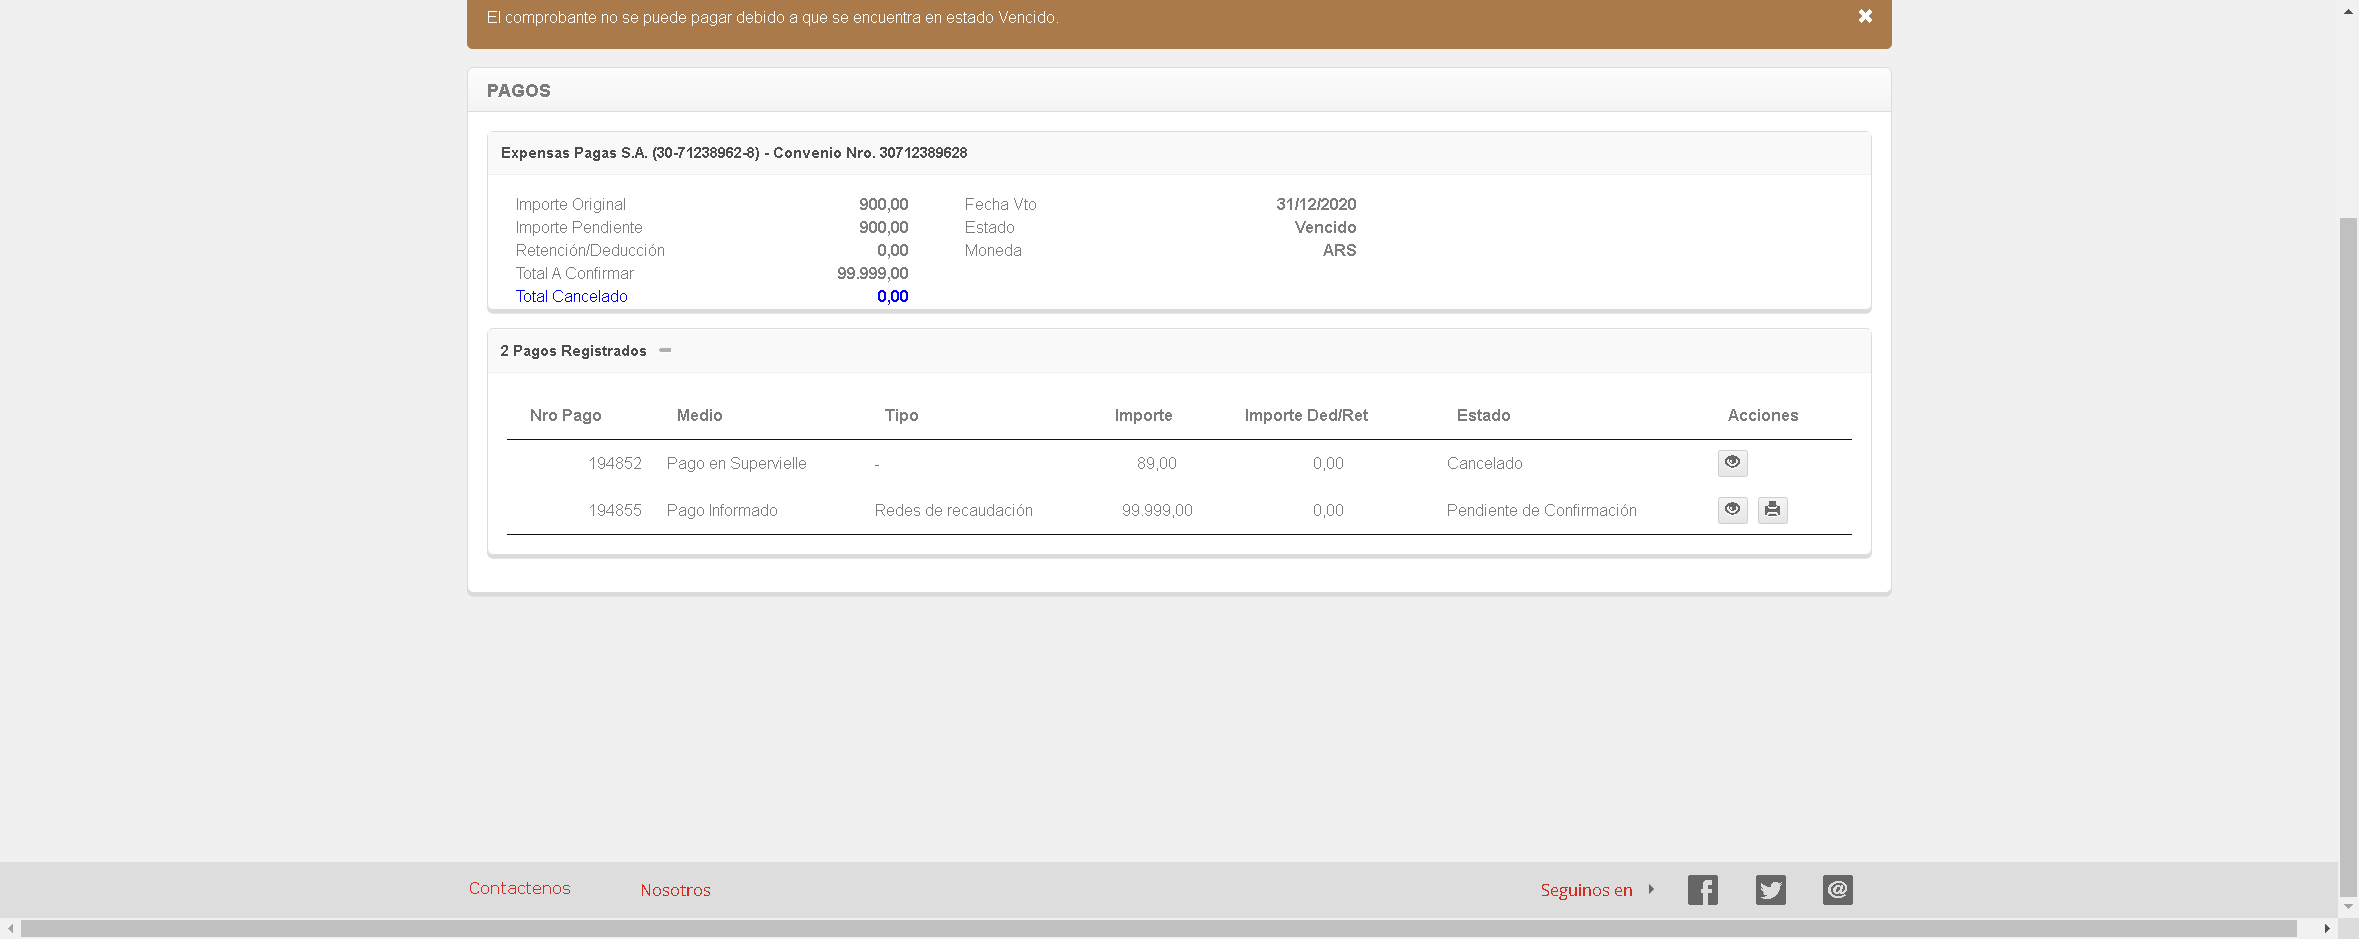 El comprobante no se puede pagar debido a que se encuentra en estado Vencido.
PAGOS
Expensas Pagas S.A. (30-71238962-8) - Convenio Nro. 30712389628
Importe Original 900,00 Fecha Vto 31/12/2020
Importe Pendiente 900,00 Estado Vencido
Retención/Deducción 0,00 Moneda ARS
Total A Confirmar 99.999,00
Total Cancelado 0,00
2 Pagos Registrados
Nro Pago Medio Tipo Importe Importe Ded/Ret Estado Acciones
194852 Pago en Supervielle - 89,00 0,00 Cancelado
194855 Pago Informado Redes de recaudación 99.999,00 0,00 Pendiente de Confirmación
Contactenos Nosotros Seguinos en